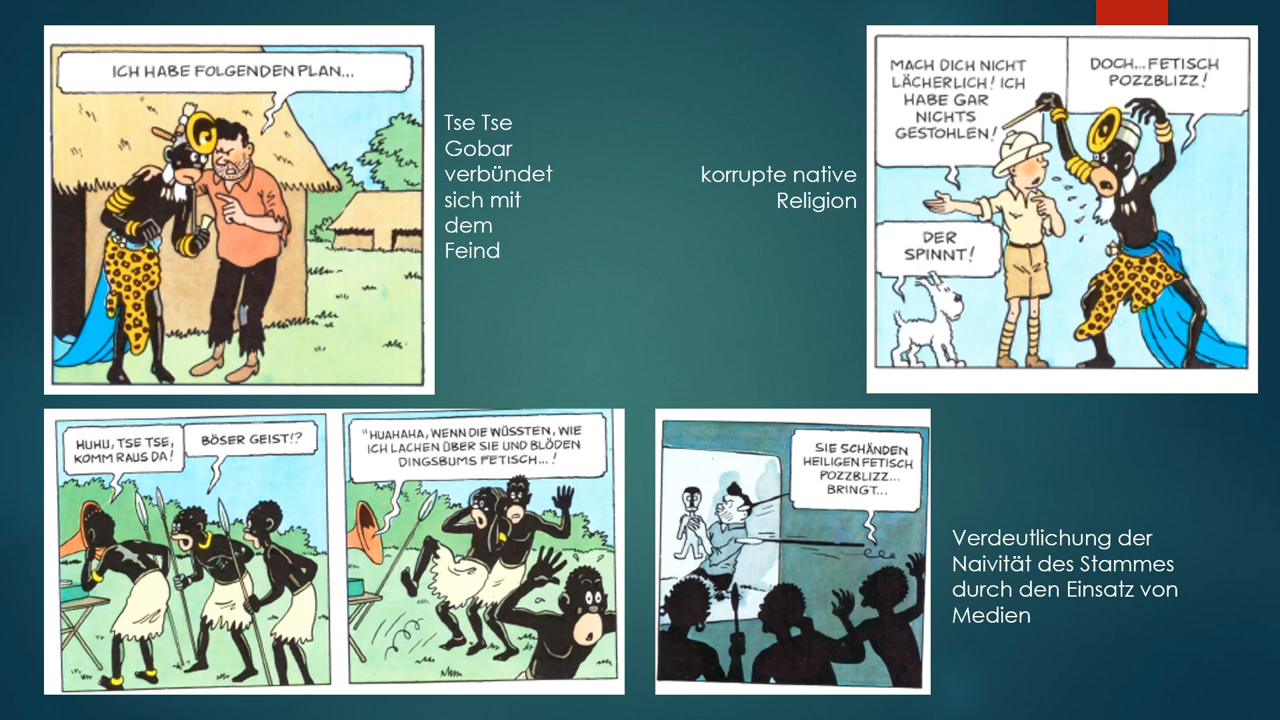 ICH HABE FOLGENDEN PLAN...
Tse Tse
Gobar
verbündet
sich mit
dem
Feind
korrupte native
Religion
MACH DICH NICHT
LÄCHERLICH! ICH
HABE GAR
NICHTS
GESTOHLEN!
DOCH...FETISCH
POZZBLIZZ!
DER
SPINNT!
HUHU, TSE TSE,
KOMM RAUS DA!
BÖSER GEIST!?
"HUAHAHA, WENN DIE WÜSSTEN, WIE
ICH LACHEN ÜBER SIE UND BLÖDEN
DINGSBUMS FETISCH...!
SIE SCHÄNDEN
HEILIGEN FETISCH
POZZBLIZZ...
BRINGT...
Verdeutlichung der
Naivität des Stammes
durch den Einsatz von
Medien